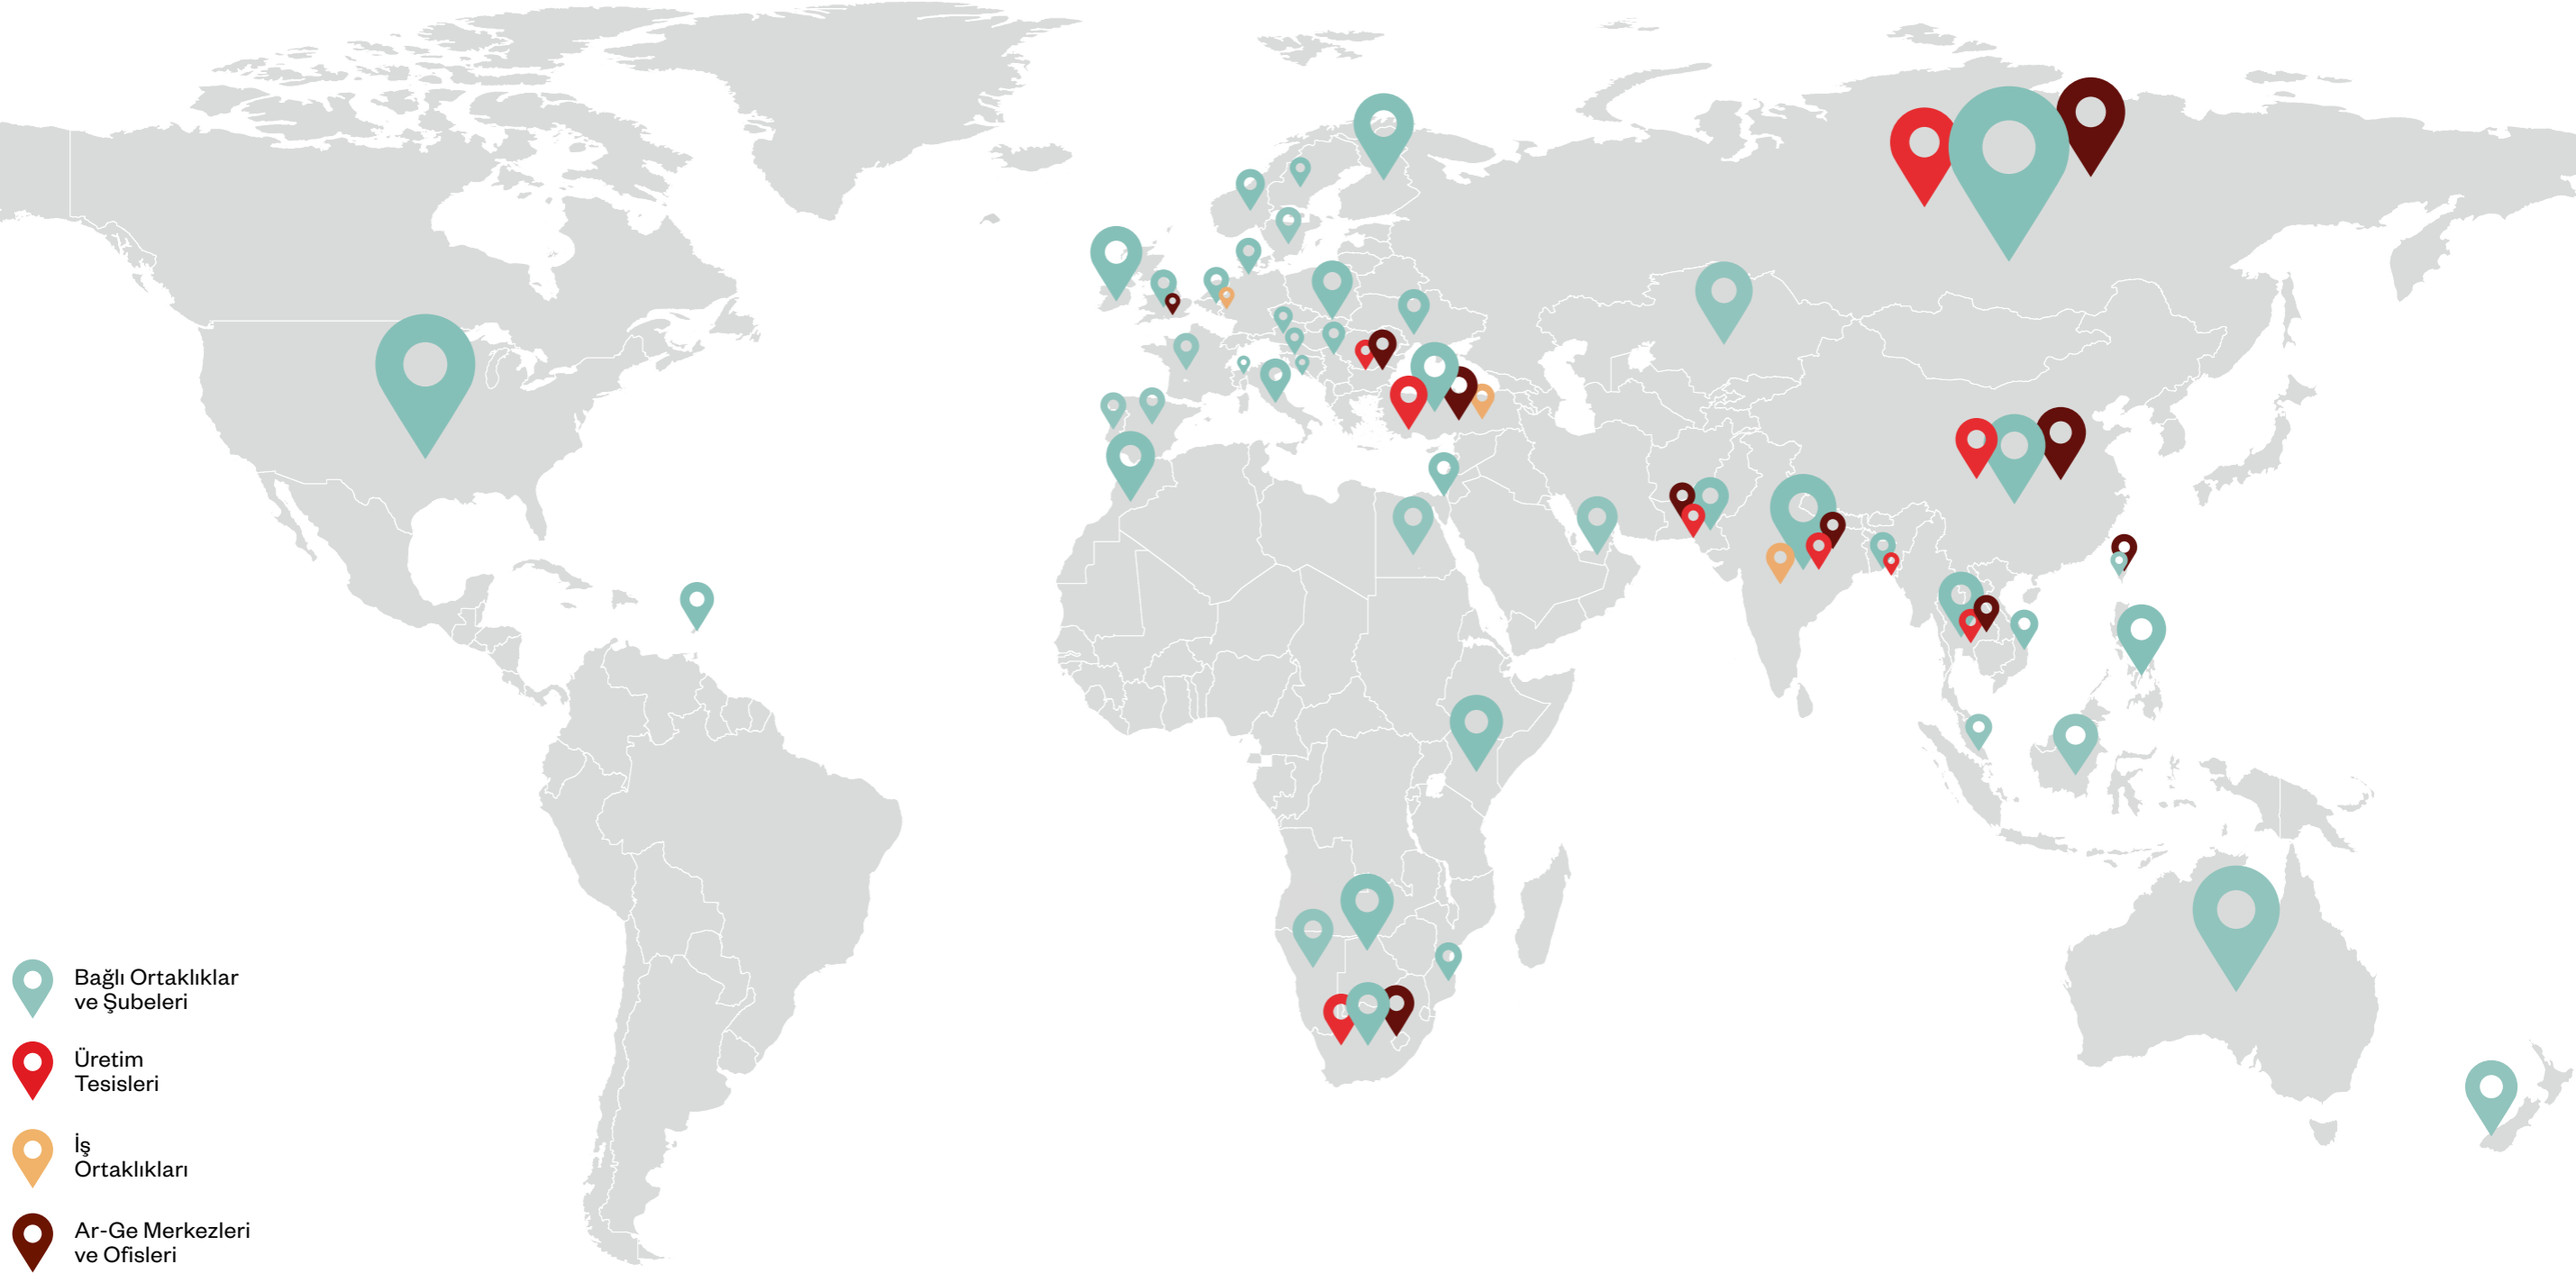 Bağlı Ortaklıklar
ve Şubeleri
Üretim
Tesisleri
İş
Ortaklıkları
Ar-Ge Merkezleri
ve Ofisleri